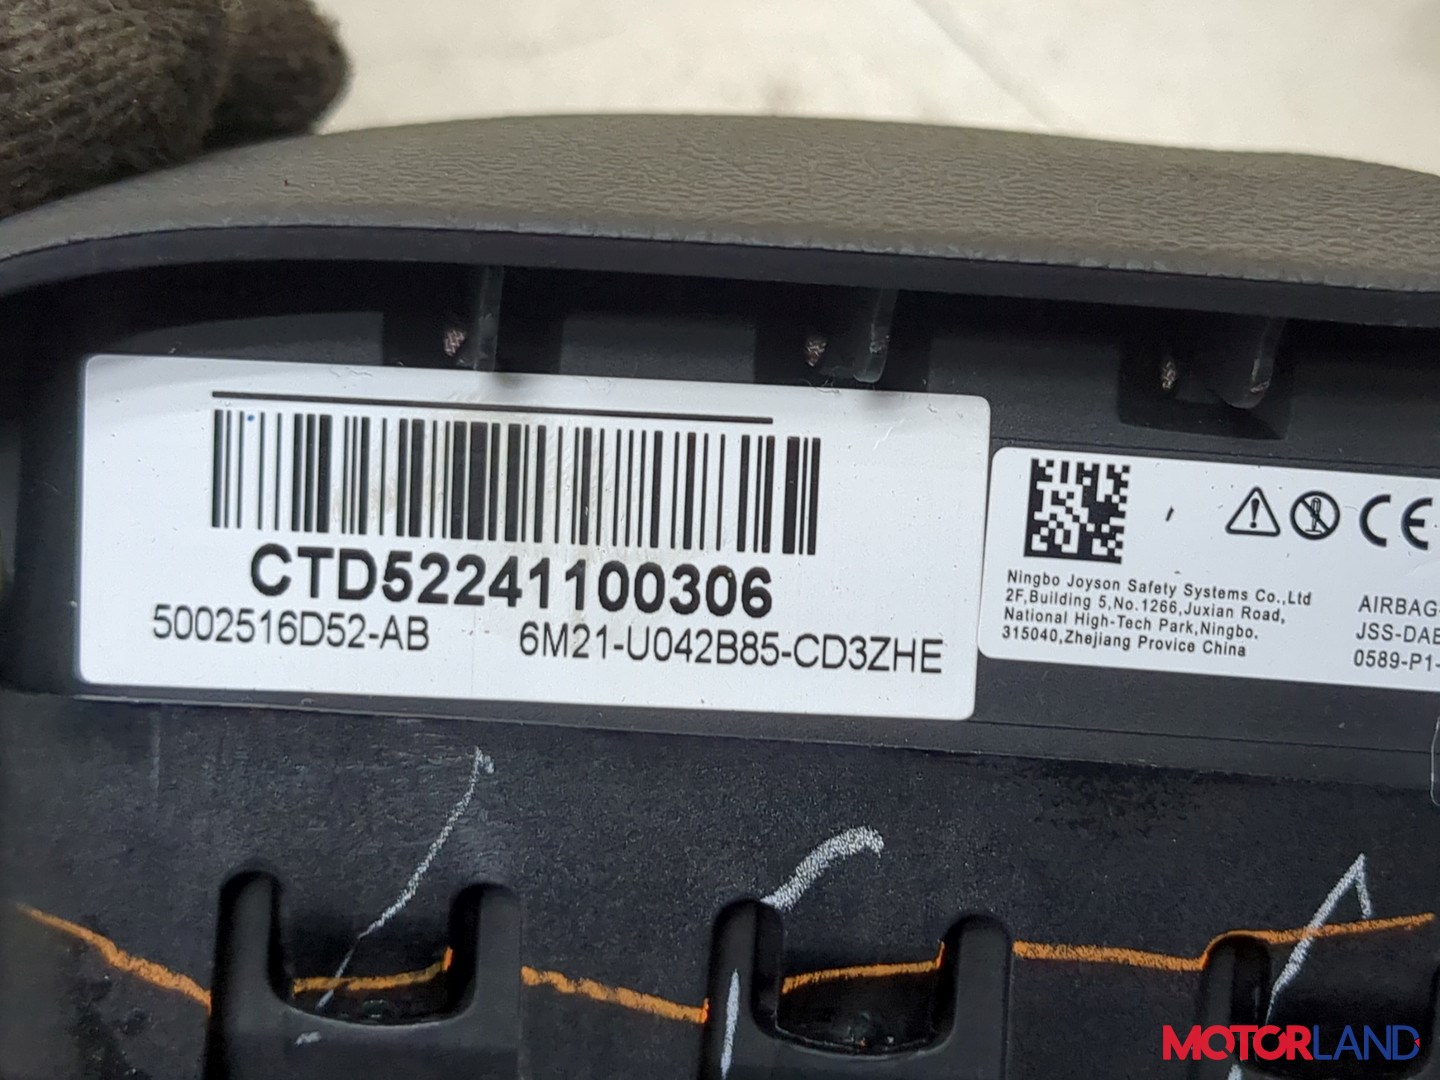 CTD52241100306
5002516D52-AB 6M21-U042B85-CD3ZHE
CE
Ningbo Joyson Safety Systems Co.,Ltd
2F,Building 5,No.1266,Juxian Road,
National High-Tech Park,Ningbo.
315040,Zhejiang Provice China
AIRBAG-
JSS-DAB
0589-P1-
MOTORLAND